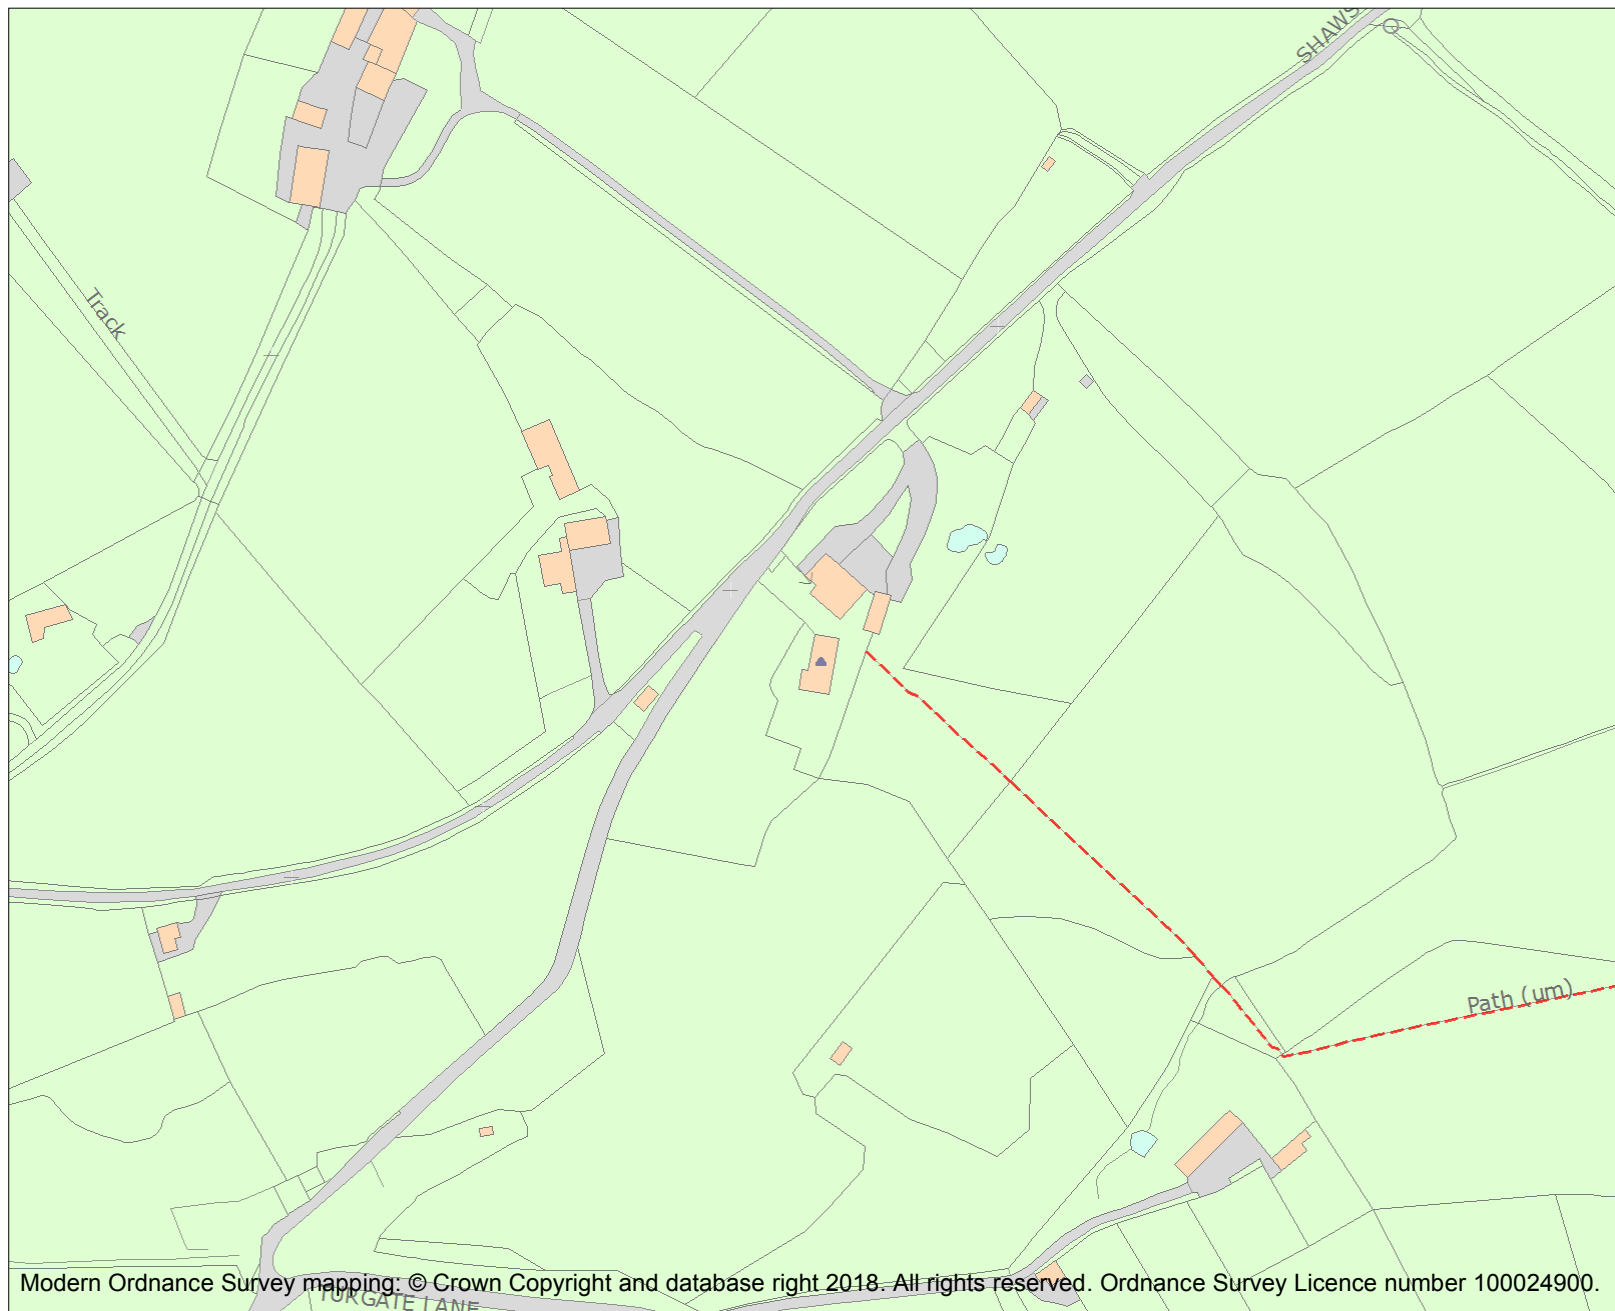 SHAWS
Track
Path (um)
Modern Ordnance Survey mapping: © Crown Copyright and database right 2018. All rights reserved. Ordnance Survey Licence number 100024900.
LANE